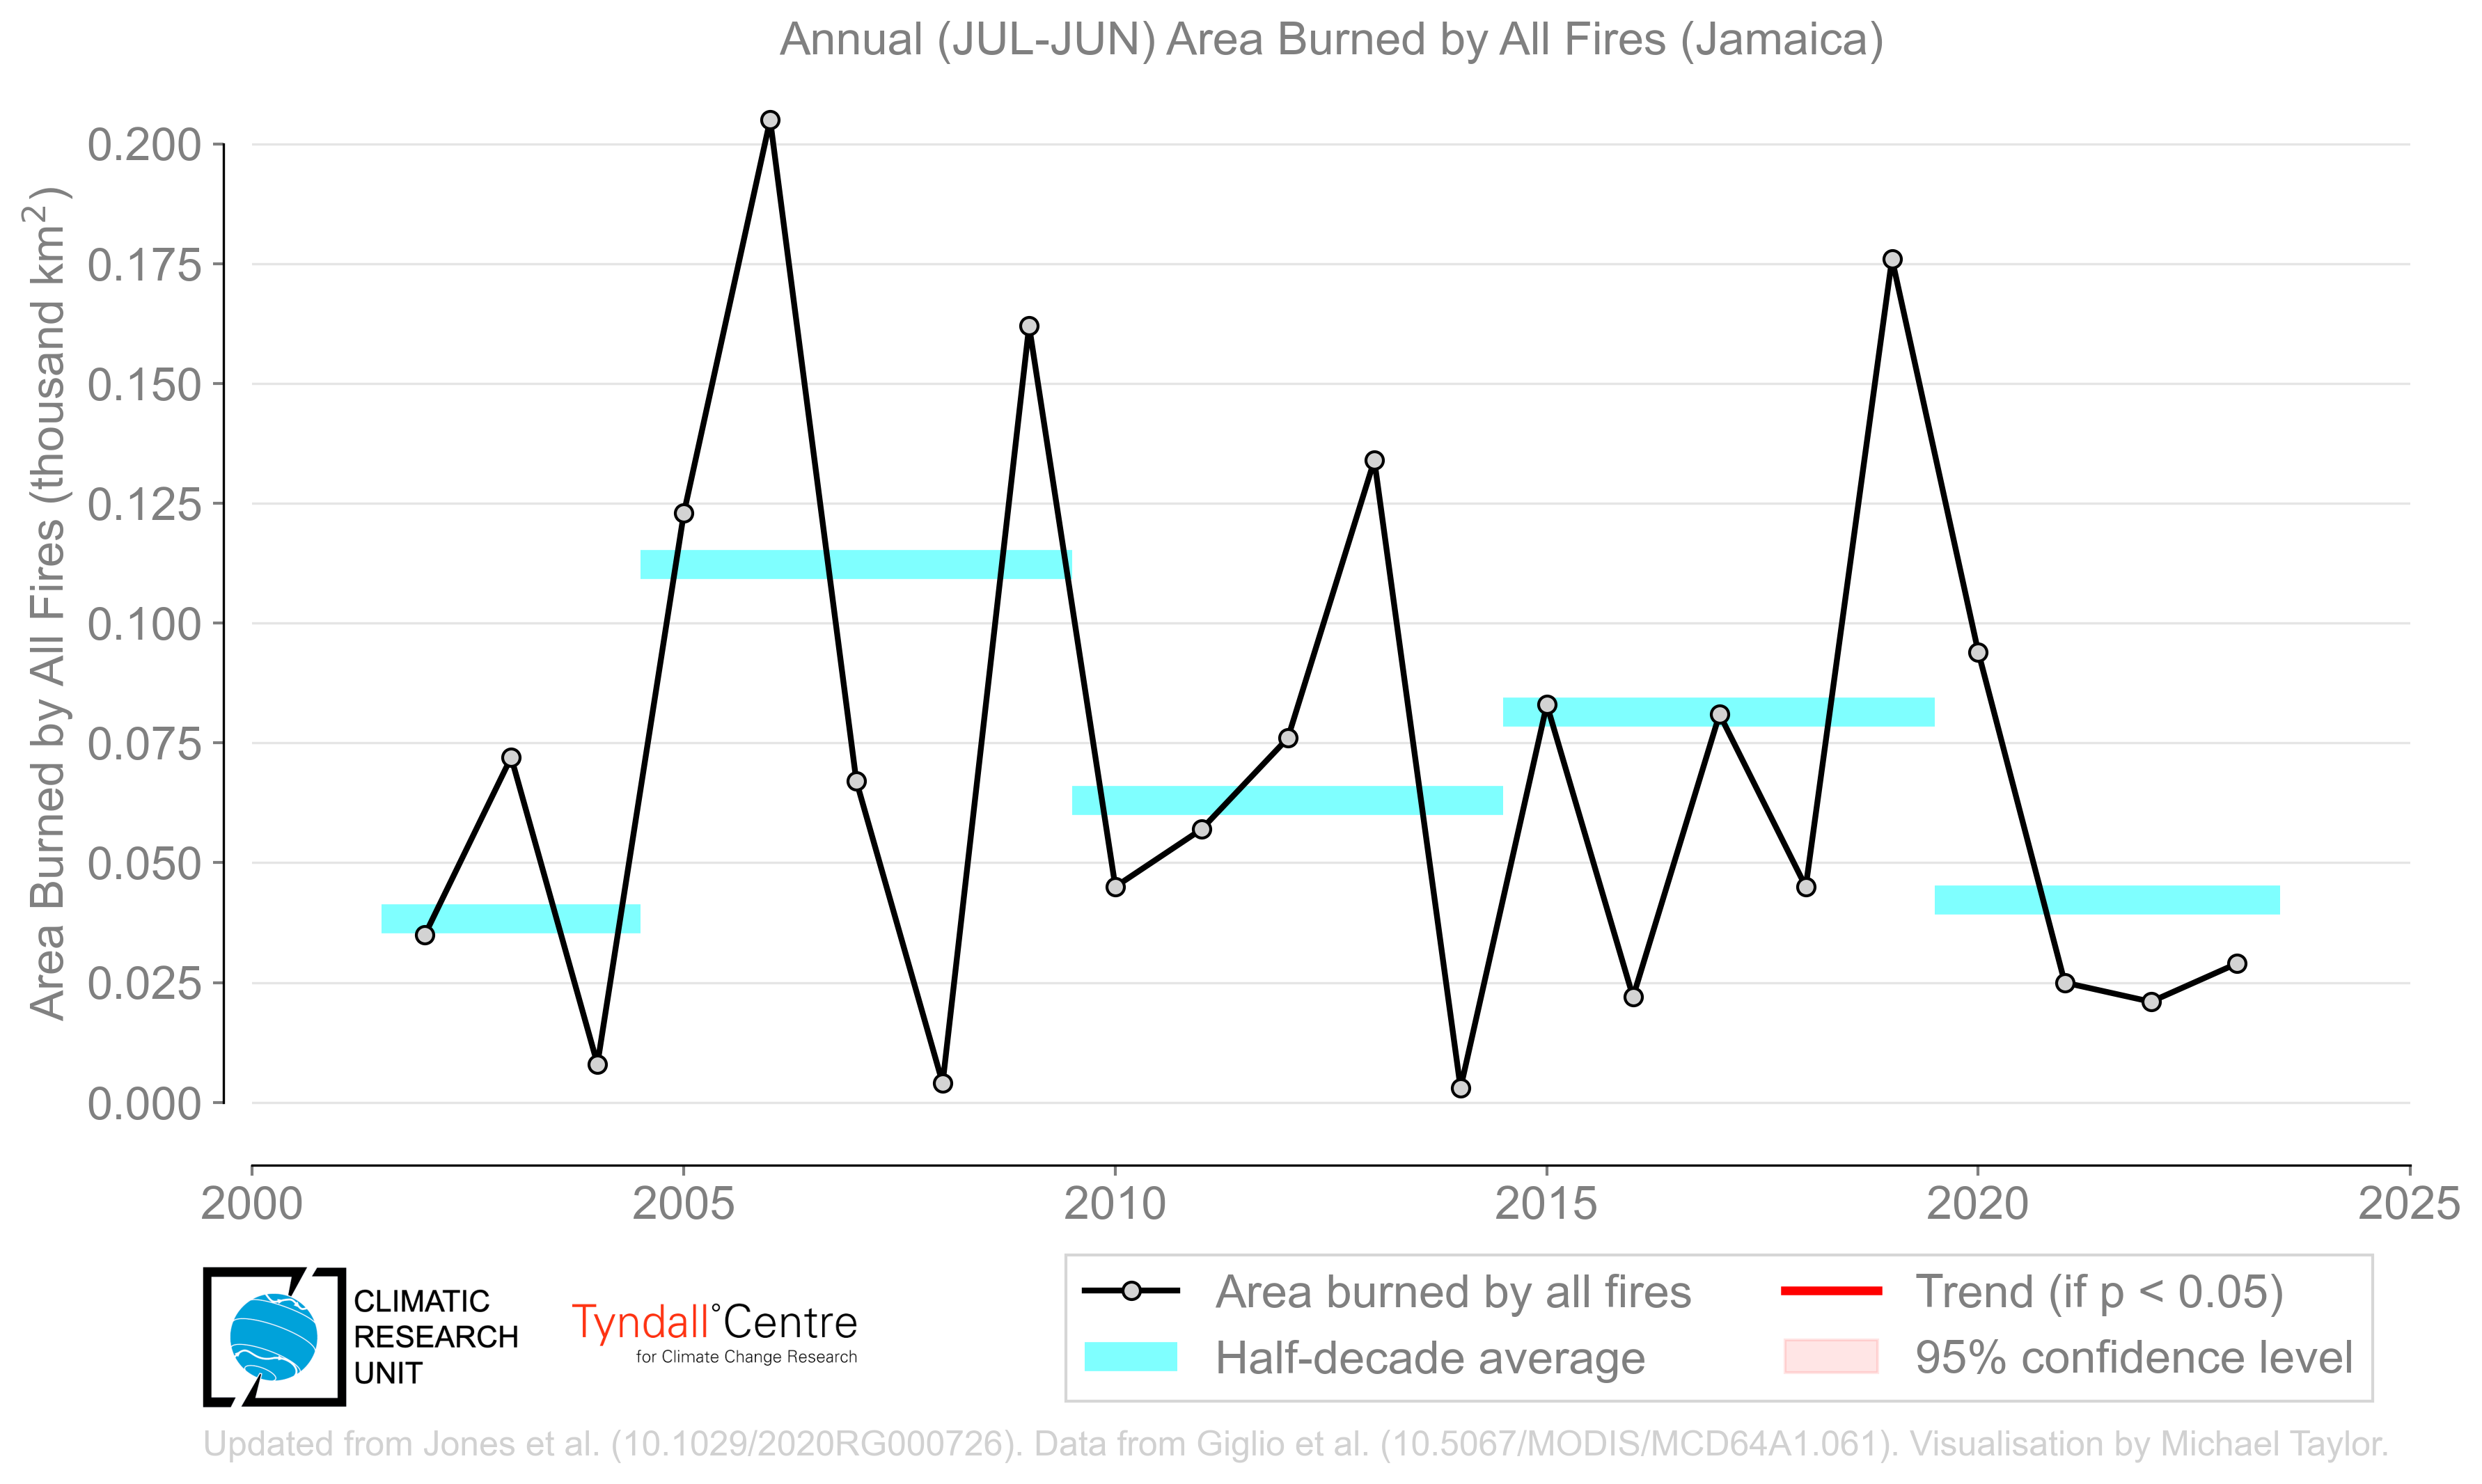 Annual (JUL-JUN) Area Burned by All Fires (Jamaica)
Area Burned by All Fires (thousand km²)
0.200
0.175
0.150
0.125
0.100
0.075
0.050
0.025
0.000
2000 2005 2010 2015 2020 2025
CLIMATIC
RESEARCH
UNIT
Tyndall°Centre
for Climate Change Research
Area burned by all fires
Half-decade average
Trend (if p < 0.05)
95% confidence level
Updated from Jones et al. (10.1029/2020RG000726). Data from Giglio et al. (10.5067/MODIS/MCD64A1.061). Visualisation by Michael Taylor.